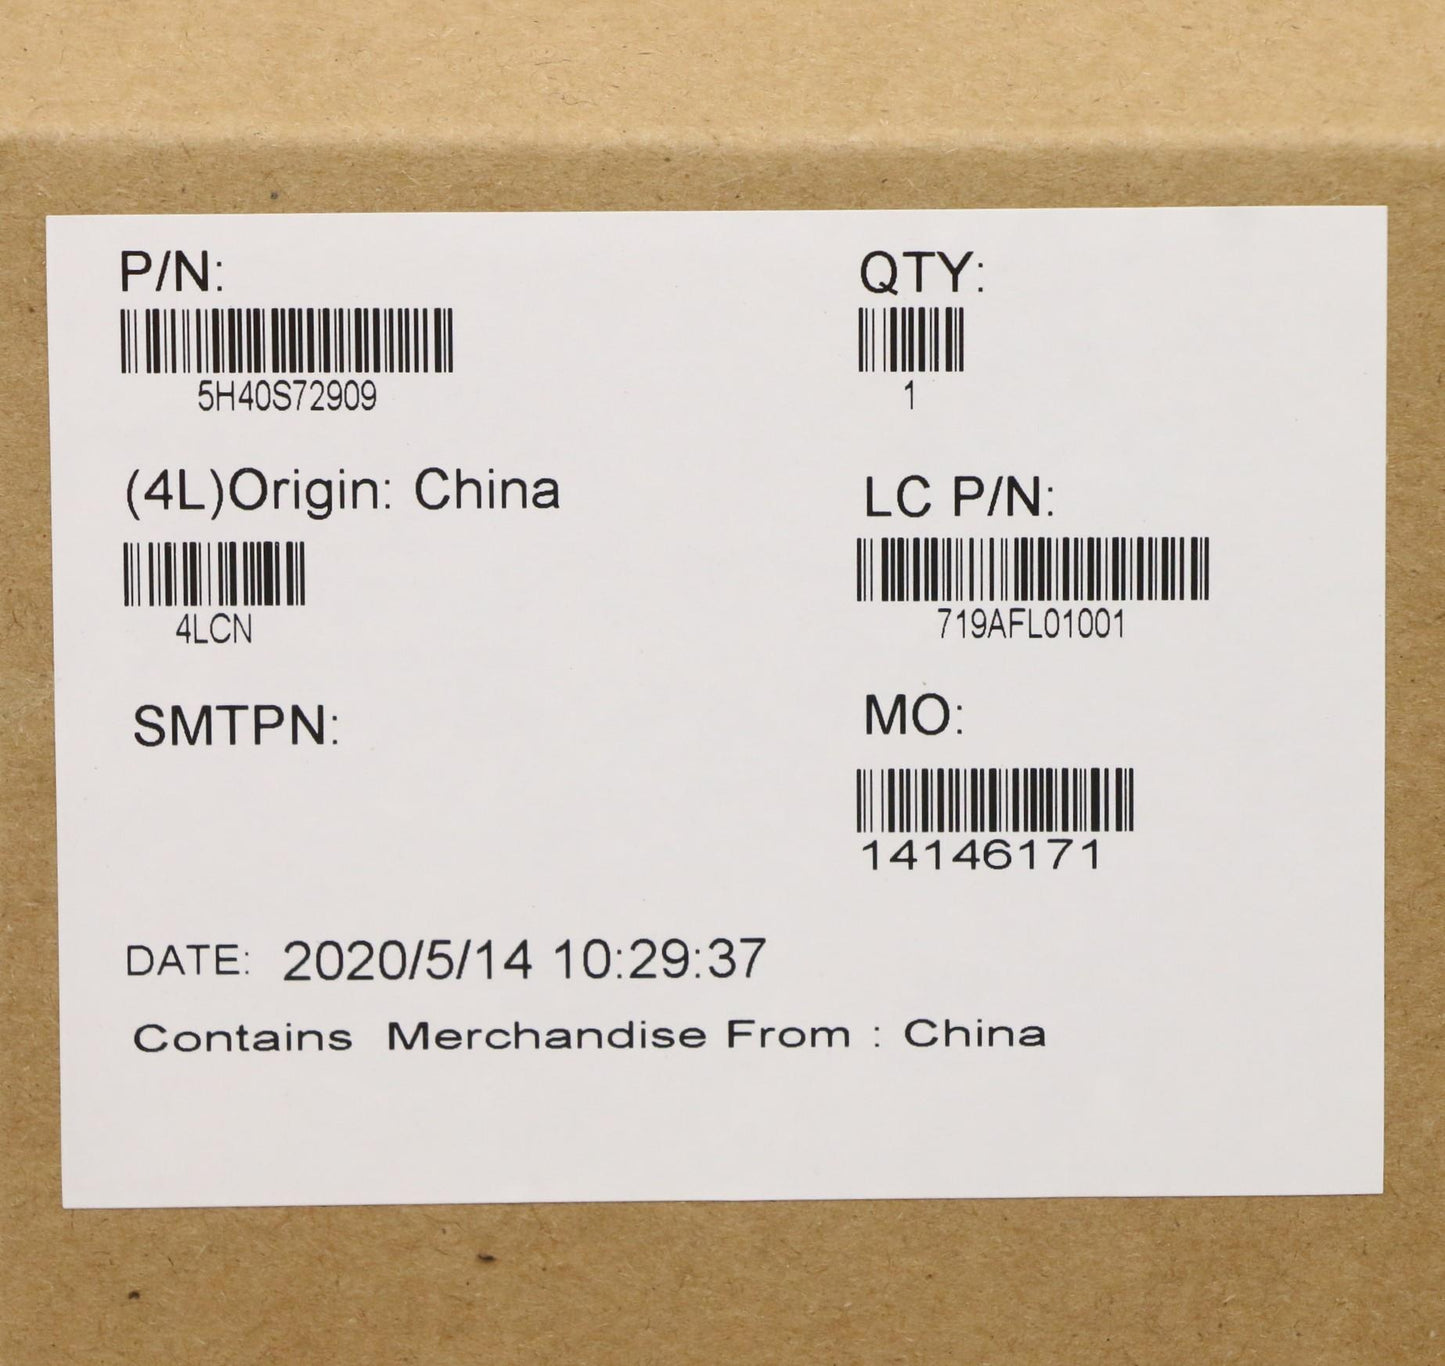 P/N:
5H40S72909
QTY:
1
(4L)Origin: China
4LCN
LC P/N:
719AFL01001
SMTPN:
MO:
14146171
DATE: 2020/5/14 10:29:37
Contains Merchandise From : China